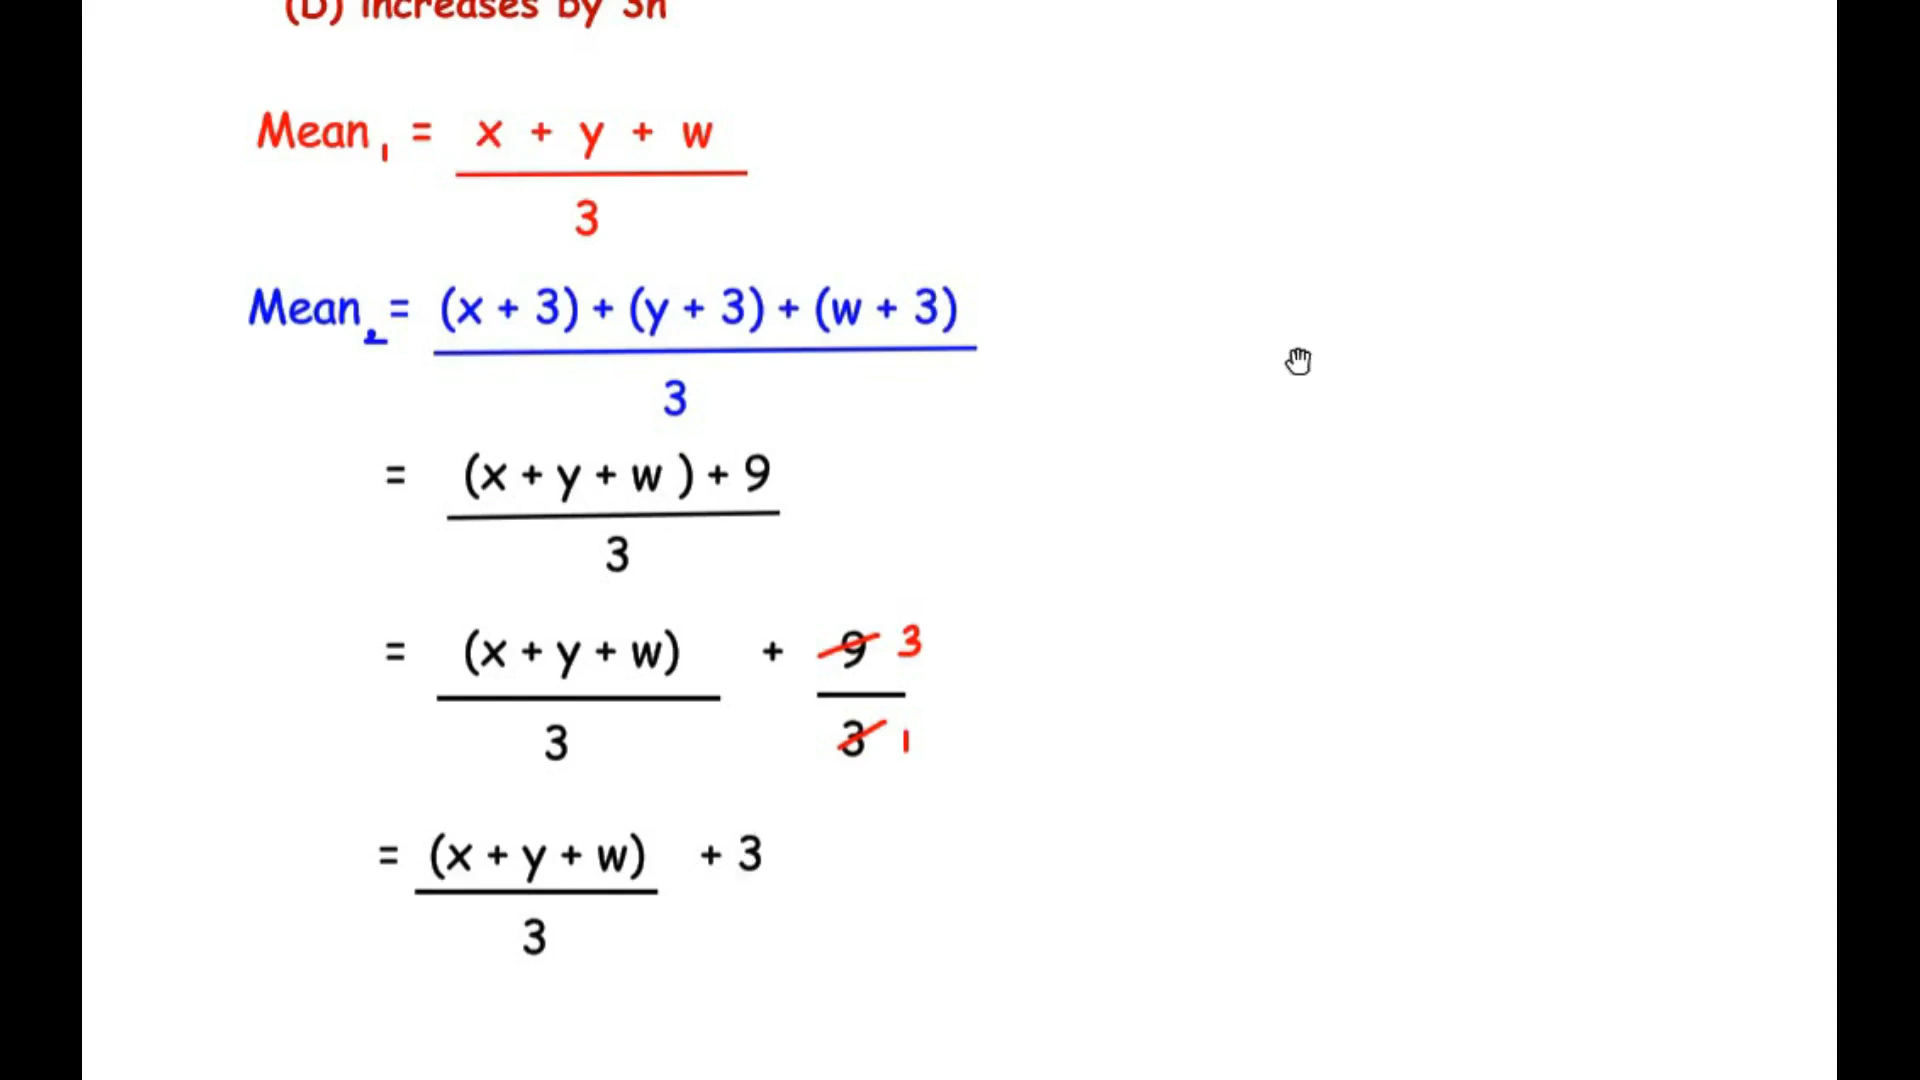 (D) Increases by 3n
Mean₁ = x + y + w
3
Mean₂ = (x + 3) + (y + 3) + (w + 3)
3
= (x + y + w ) + 9
3
= (x + y + w) + 9 3
3 3 1
= (x + y + w) + 3
3